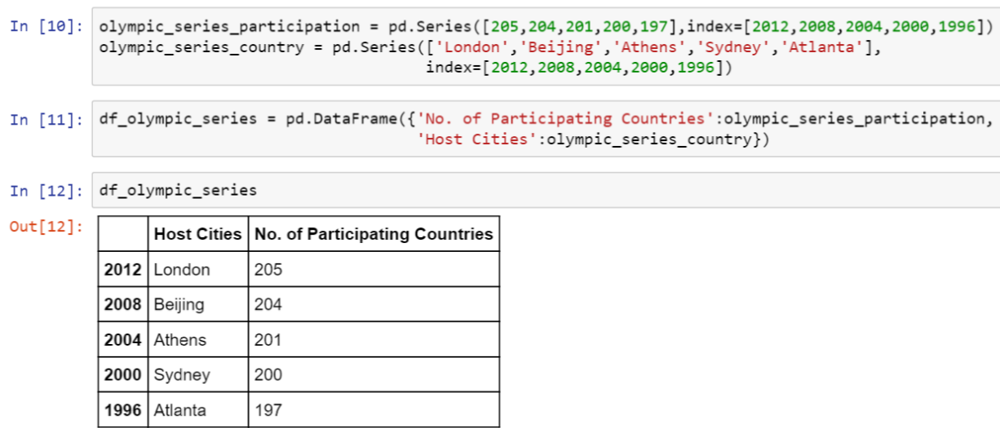 In [10]: olympic_series_participation = pd.Series([205,204,201,200,197],index=[2012,2008,2004,2000,1996])
olympic_series_country = pd.Series(['London','Beijing','Athens','Sydney','Atlanta'],
index=[2012,2008,2004,2000,1996])
In [11]: df_olympic_series = pd.DataFrame({'No. of Participating Countries':olympic_series_participation,
'Host Cities':olympic_series_country})
In [12]: df_olympic_series
Out[12]:
Host Cities No. of Participating Countries
2012 London 205
2008 Beijing 204
2004 Athens 201
2000 Sydney 200
1996 Atlanta 197